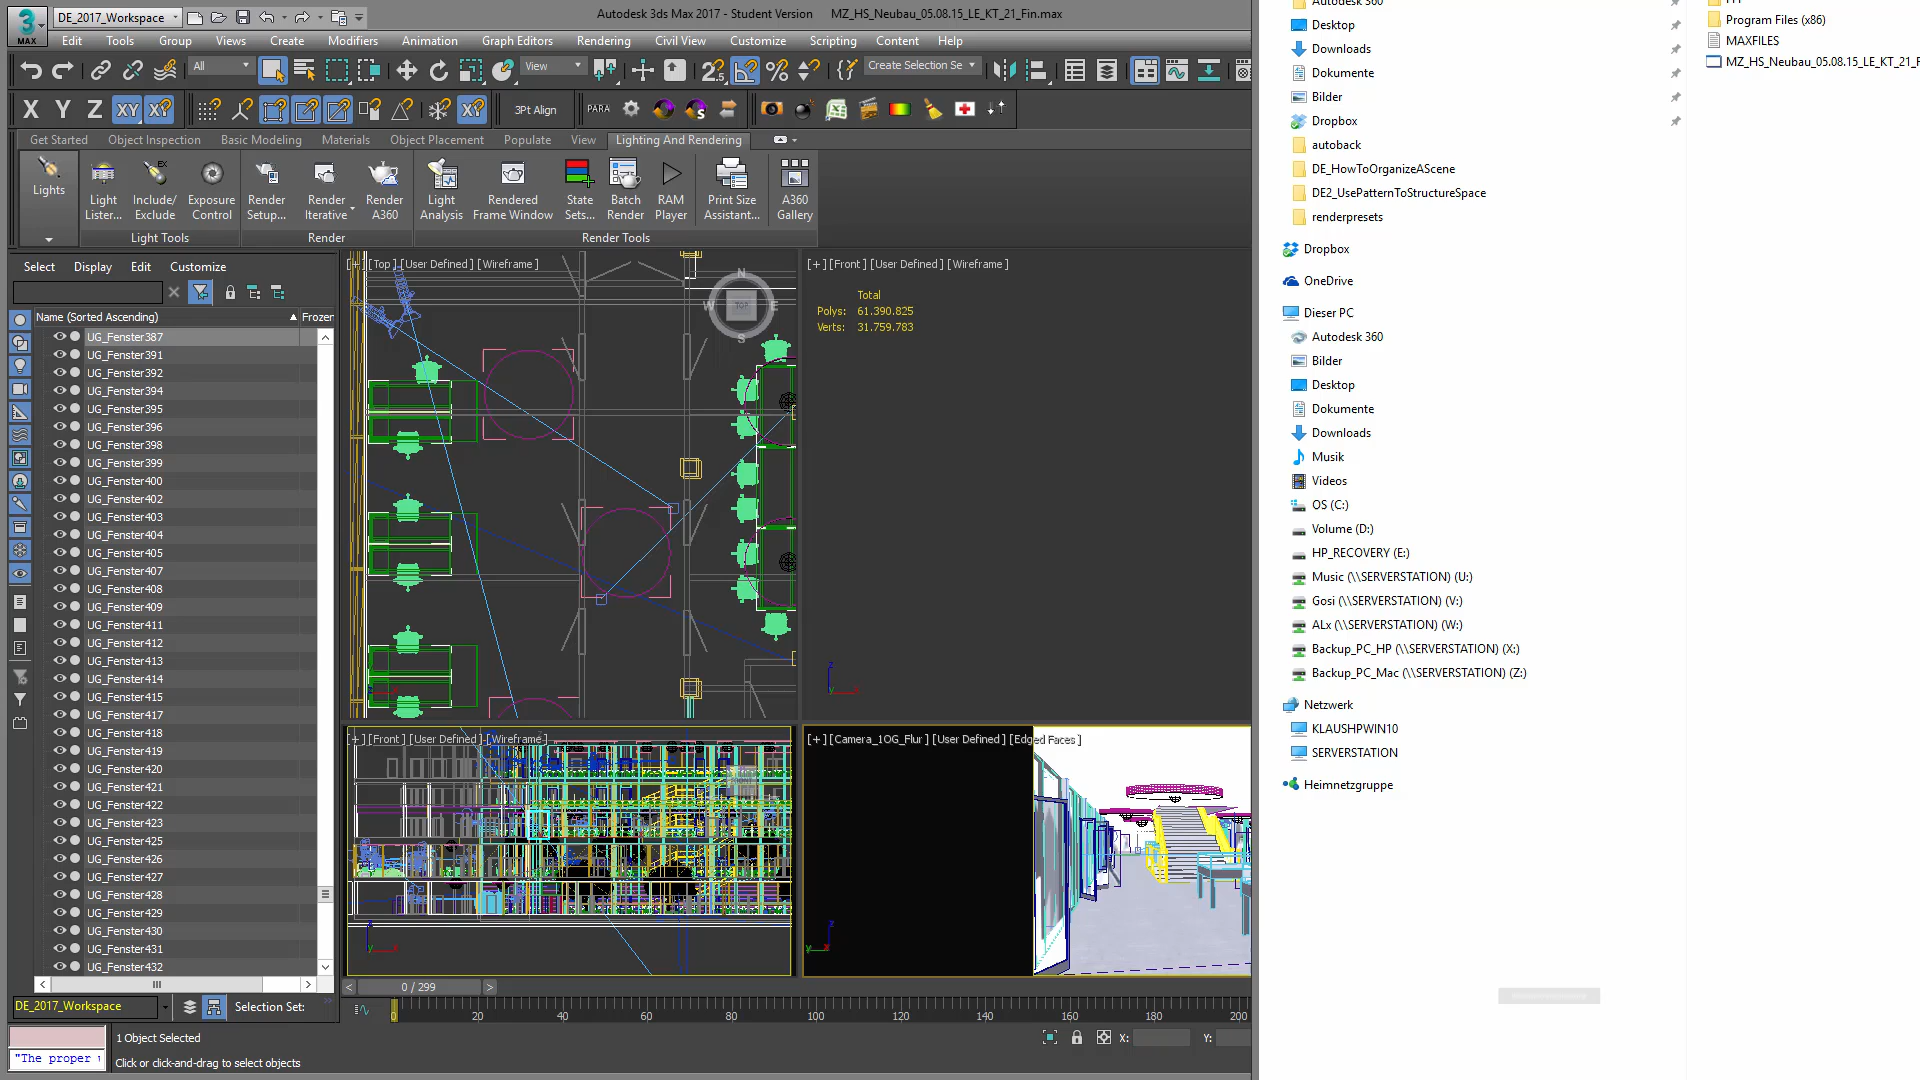 DE_2017_Workspace
Autodesk 3ds Max 2017 - Student Version MZ_HS_Neubau_05.08.15_LE_KT_21_Fin.max
MAX
Edit Tools Group Views Create Modifiers Animation Graph Editors Rendering Civil View Customize Scripting Content Help
All View Create Selection Se
X Y Z XY 3Pt Align PARA
Get Started Object Inspection Basic Modeling Materials Object Placement Populate View Lighting And Rendering
Lights
Light Lister...
Include/ Exclude
Exposure Control
Render Setup...
Render Iterative
Render A360
Light Analysis
Rendered Frame Window
State Sets...
Batch Render
RAM Player
Print Size Assistant...
A360 Gallery
Light Tools Render Render Tools
Select Display Edit Customize
Name (Sorted Ascending) Frozen
UG_Fenster387
UG_Fenster391
UG_Fenster392
UG_Fenster394
UG_Fenster395
UG_Fenster396
UG_Fenster398
UG_Fenster399
UG_Fenster400
UG_Fenster402
UG_Fenster403
UG_Fenster404
UG_Fenster405
UG_Fenster407
UG_Fenster408
UG_Fenster409
UG_Fenster411
UG_Fenster412
UG_Fenster413
UG_Fenster414
UG_Fenster415
UG_Fenster417
UG_Fenster418
UG_Fenster419
UG_Fenster420
UG_Fenster421
UG_Fenster422
UG_Fenster423
UG_Fenster425
UG_Fenster426
UG_Fenster427
UG_Fenster428
UG_Fenster429
UG_Fenster430
UG_Fenster431
UG_Fenster432
DE_2017_Workspace Selection Set:
"The proper
1 Object Selected
Click or click-and-drag to select objects
[+] [Top] [User Defined] [Wireframe]
N
W TOP E
S
[+] [Front] [User Defined] [Wireframe]
Total
Polys: 61.390.825
Verts: 31.759.783
[+] [Front] [User Defined] [Wireframe]
[+] [Camera_1OG_Flur] [User Defined] [Edged Faces]
0 / 299
0 20 40 60 80 100 120 140 160 180 200
X: Y:
Autodesk 360
Desktop
Downloads
Dokumente
Bilder
Dropbox
autoback
DE_HowToOrganizeAScene
DE2_UsePatternToStructureSpace
renderpresets
Dropbox
OneDrive
Dieser PC
Autodesk 360
Bilder
Desktop
Dokumente
Downloads
Musik
Videos
OS (C:)
Volume (D:)
HP_RECOVERY (E:)
Music (\\SERVERSTATION) (U:)
Gosi (\\SERVERSTATION) (V:)
ALx (\\SERVERSTATION) (W:)
Backup_PC_HP (\\SERVERSTATION) (X:)
Backup_PC_Mac (\\SERVERSTATION) (Z:)
Netzwerk
KLAUSHPWIN10
SERVERSTATION
Heimnetzgruppe
Program Files (x86)
MAXFILES
MZ_HS_Neubau_05.08.15_LE_KT_21_F